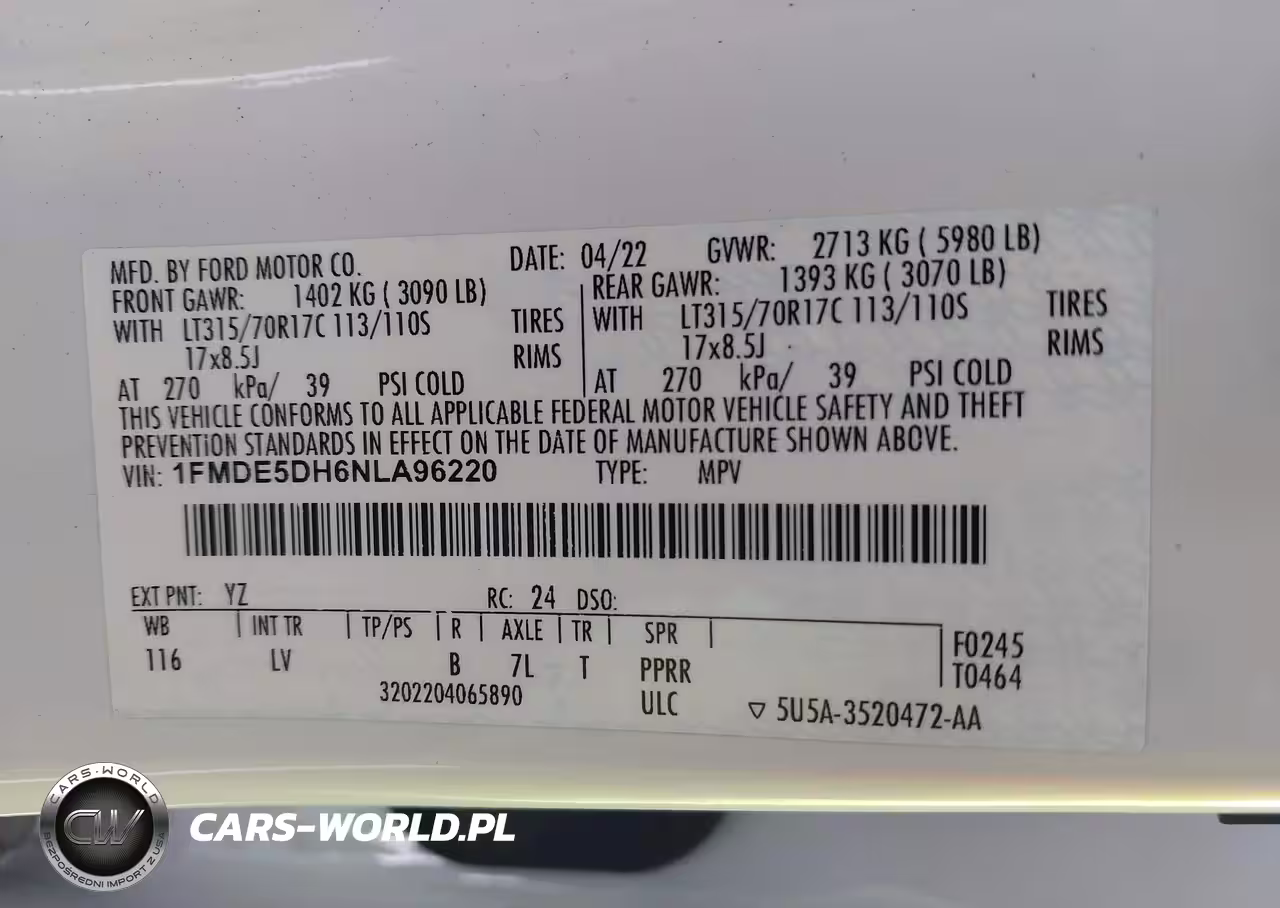 MFD. BY FORD MOTOR CO. DATE: 04/22 GVWR: 2713 KG ( 5980 LB)
FRONT GAWR: 1402 KG ( 3090 LB) REAR GAWR: 1393 KG ( 3070 LB)
WITH LT315/70R17C 113/110S TIRES WITH LT315/70R17C 113/110S TIRES
17x8.5J RIMS 17x8.5J RIMS
AT 270 kPa/ 39 PSI COLD AT 270 kPa/ 39 PSI COLD
THIS VEHICLE CONFORMS TO ALL APPLICABLE FEDERAL MOTOR VEHICLE SAFETY AND THEFT
PREVENTION STANDARDS IN EFFECT ON THE DATE OF MANUFACTURE SHOWN ABOVE.
VIN: 1FMDE5DH6NLA96220 TYPE: MPV
EXT PNT: YZ RC: 24 DSO:
WB INT TR TP/PS R AXLE TR SPR F0245
116 LV B 7L T PPRR T0464
3202204065890 ULC ▽ 5U5A-3520472-AA
CARS-WORLD
CW
BEZPOŚREDNI IMPORT Z USA
CARS-WORLD.PL